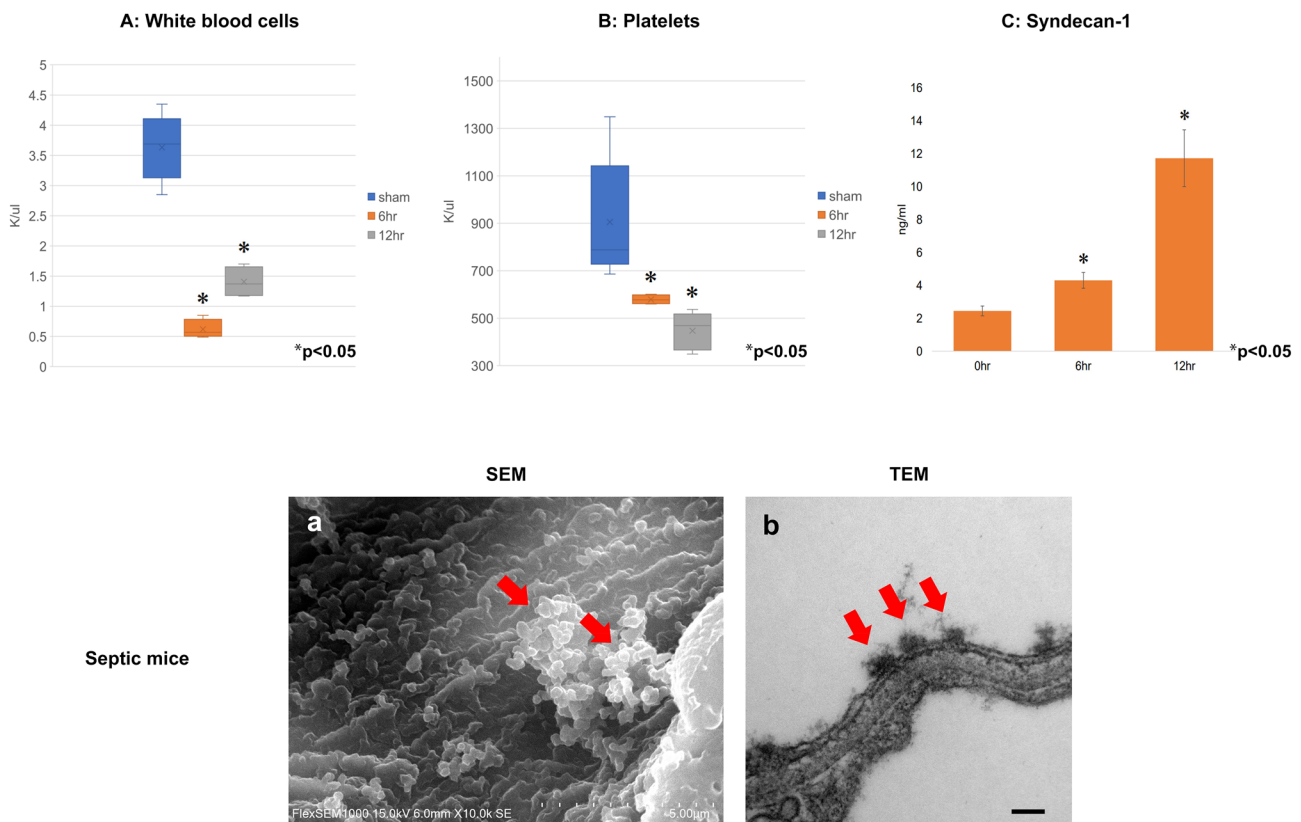 A: White blood cells
5
4.5
4
3.5
3
2.5
2
1.5
1
0.5
0
K/ul
*
*
*p<0.05
sham
6hr
12hr
B: Platelets
1500
1300
1100
900
700
500
300
K/ul
*
*
*p<0.05
sham
6hr
12hr
C: Syndecan-1
16
14
12
10
8
6
4
2
0
ng/ml
*
*
0hr
6hr
12hr
*p<0.05
SEM
TEM
Septic mice
a
FlexSEM1000 15.0kV 6.0mm X10.0k SE
5.00µm
b